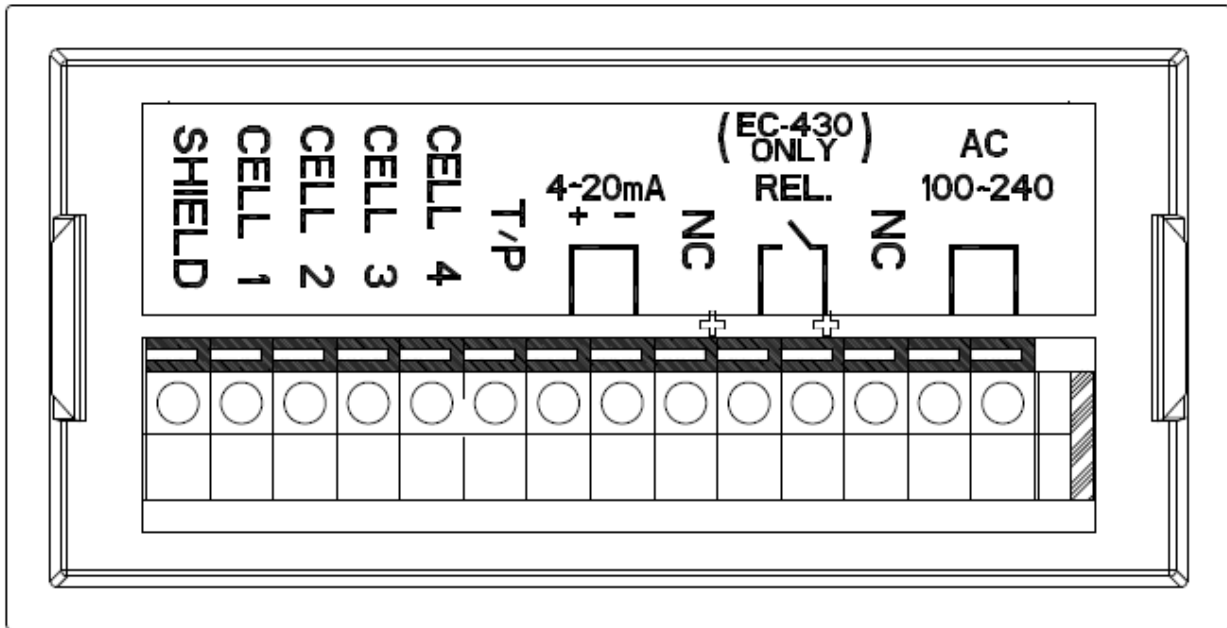 SHIELD
CELL 1
CELL 2
CELL 3
CELL 4
T/P
4~20mA
+ -
NC
(EC-430
ONLY)
REL.
NC
AC
100~240